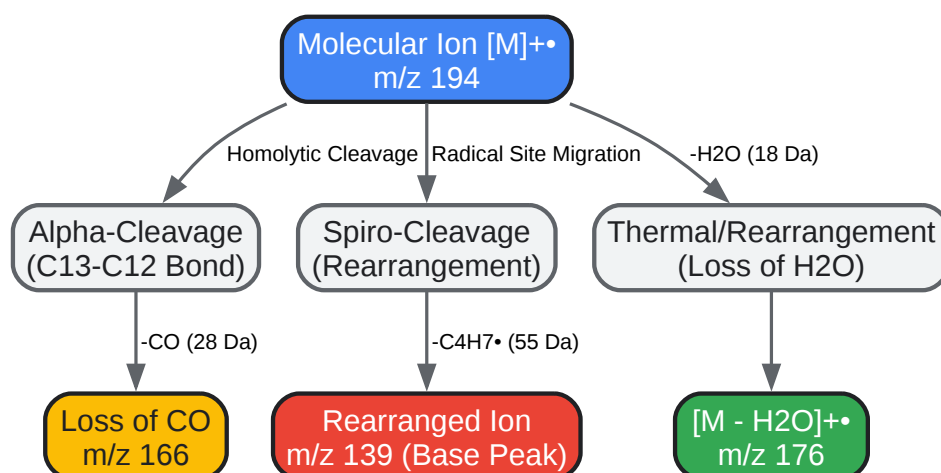 Molecular Ion [M]+•
m/z 194
Homolytic Cleavage
Radical Site Migration
-H2O (18 Da)
Alpha-Cleavage
(C13-C12 Bond)
Spiro-Cleavage
(Rearrangement)
Thermal/Rearrangement
(Loss of H2O)
-CO (28 Da)
-C4H7• (55 Da)
Loss of CO
m/z 166
Rearranged Ion
m/z 139 (Base Peak)
[M - H2O]+•
m/z 176